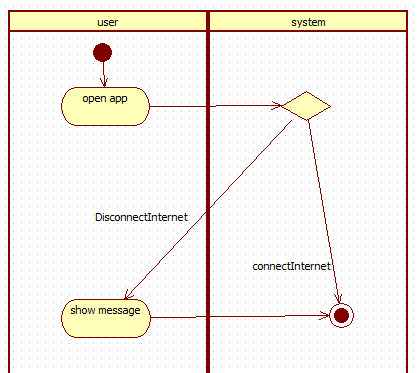 user
system
open app
DisconnectInternet
connectInternet
show message